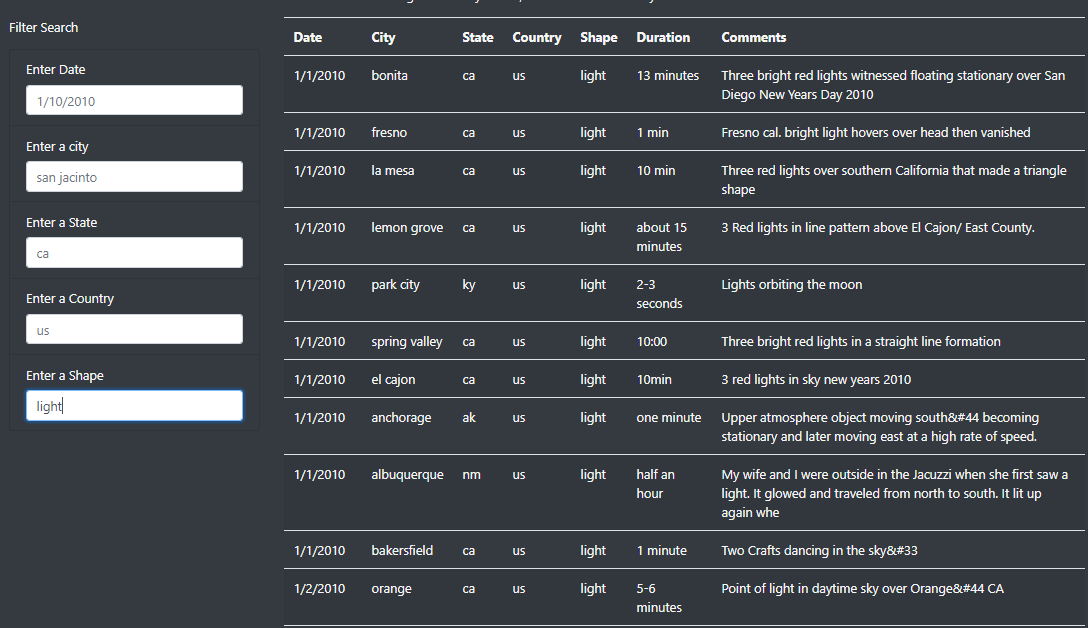 Filter Search
Enter Date
1/10/2010
Enter a city
san jacinto
Enter a State
ca
Enter a Country
us
Enter a Shape
light
Date City State Country Shape Duration Comments
1/1/2010 bonita ca us light 13 minutes Three bright red lights witnessed floating stationary over San
Diego New Years Day 2010
1/1/2010 fresno ca us light 1 min Fresno cal. bright light hovers over head then vanished
1/1/2010 la mesa ca us light 10 min Three red lights over southern California that made a triangle
shape
1/1/2010 lemon grove ca us light about 15 3 Red lights in line pattern above El Cajon/ East County.
minutes
1/1/2010 park city ky us light 2-3 Lights orbiting the moon
seconds
1/1/2010 spring valley ca us light 10:00 Three bright red lights in a straight line formation
1/1/2010 el cajon ca us light 10min 3 red lights in sky new years 2010
1/1/2010 anchorage ak us light one minute Upper atmosphere object moving south&#44 becoming
stationary and later moving east at a high rate of speed.
1/1/2010 albuquerque nm us light half an My wife and I were outside in the Jacuzzi when she first saw a
hour light. It glowed and traveled from north to south. It lit up
again whe
1/1/2010 bakersfield ca us light 1 minute Two Crafts dancing in the sky&#33
1/2/2010 orange ca us light 5-6 Point of light in daytime sky over Orange&#44 CA
minutes